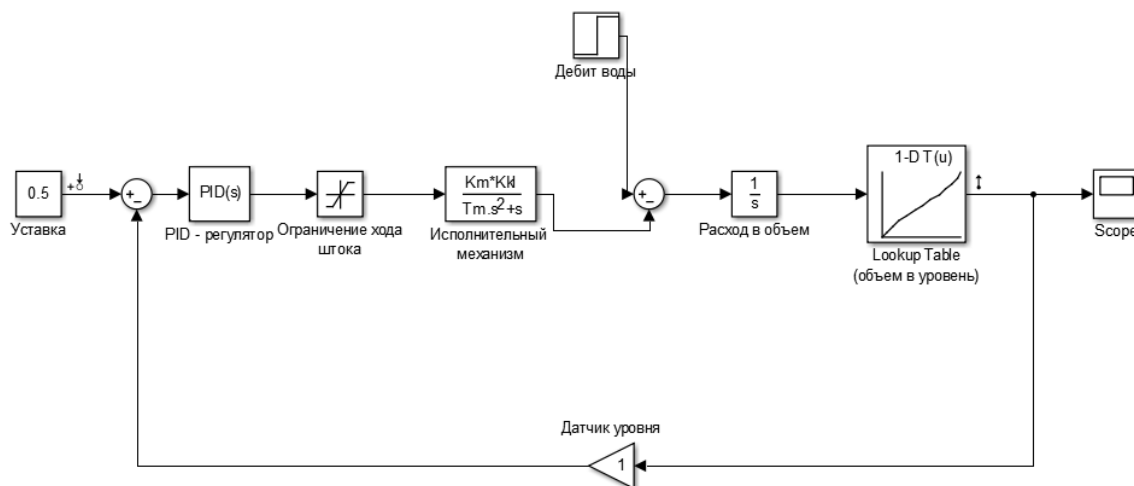 Дебит воды
0.5
Уставка
+
-
PID(s)
PID - регулятор
Ограничение хода
штока
Km*Kkl
Tm.s²+s
Исполнительный
механизм
+
-
1
s
Расход в объем
1-D T(u)
Lookup Table
(объем в уровень)
Scope
Датчик уровня
1